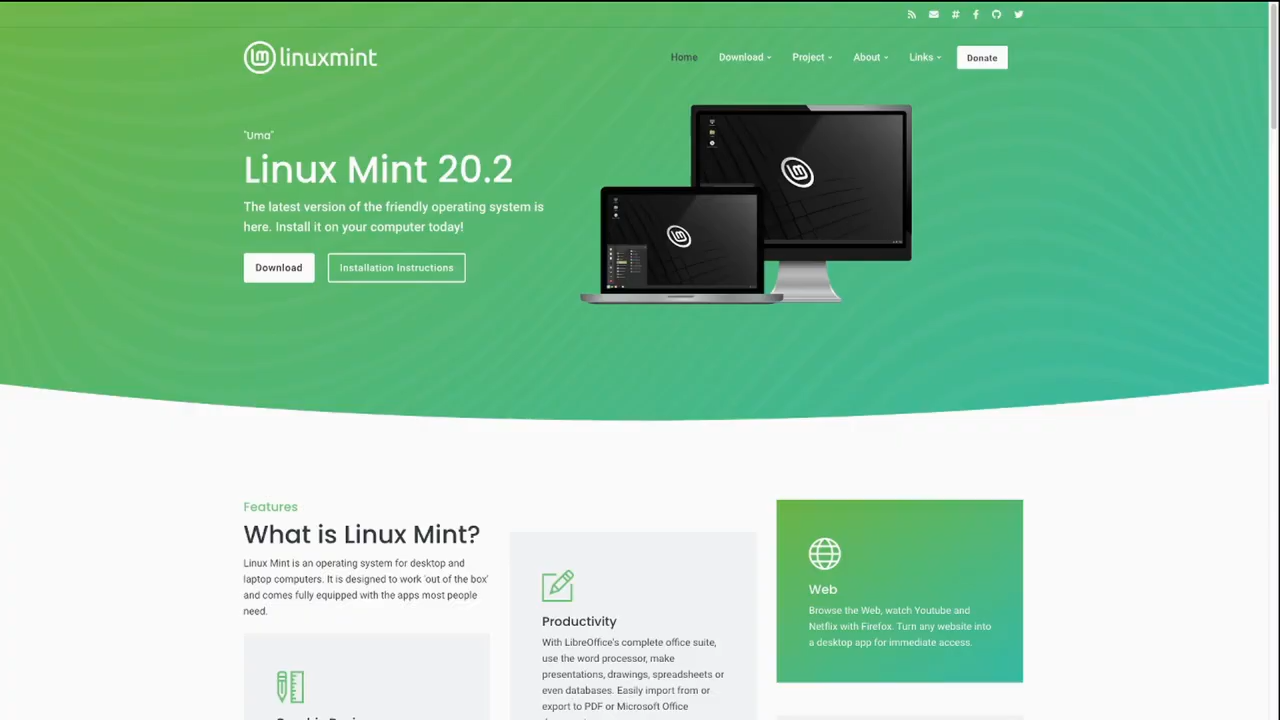 linuxmint
Home
Download
Project
About
Links
Donate
"Uma"
Linux Mint 20.2
The latest version of the friendly operating system is
here. Install it on your computer today!
Download
Installation Instructions
Features
What is Linux Mint?
Linux Mint is an operating system for desktop and
laptop computers. It is designed to work 'out of the box'
and comes fully equipped with the apps most people
need.
Productivity
With LibreOffice's complete office suite,
use the word processor, make
presentations, drawings, spreadsheets or
even databases. Easily import from or
export to PDF or Microsoft Office
Web
Browse the Web, watch Youtube and
Netflix with Firefox. Turn any website into
a desktop app for immediate access.